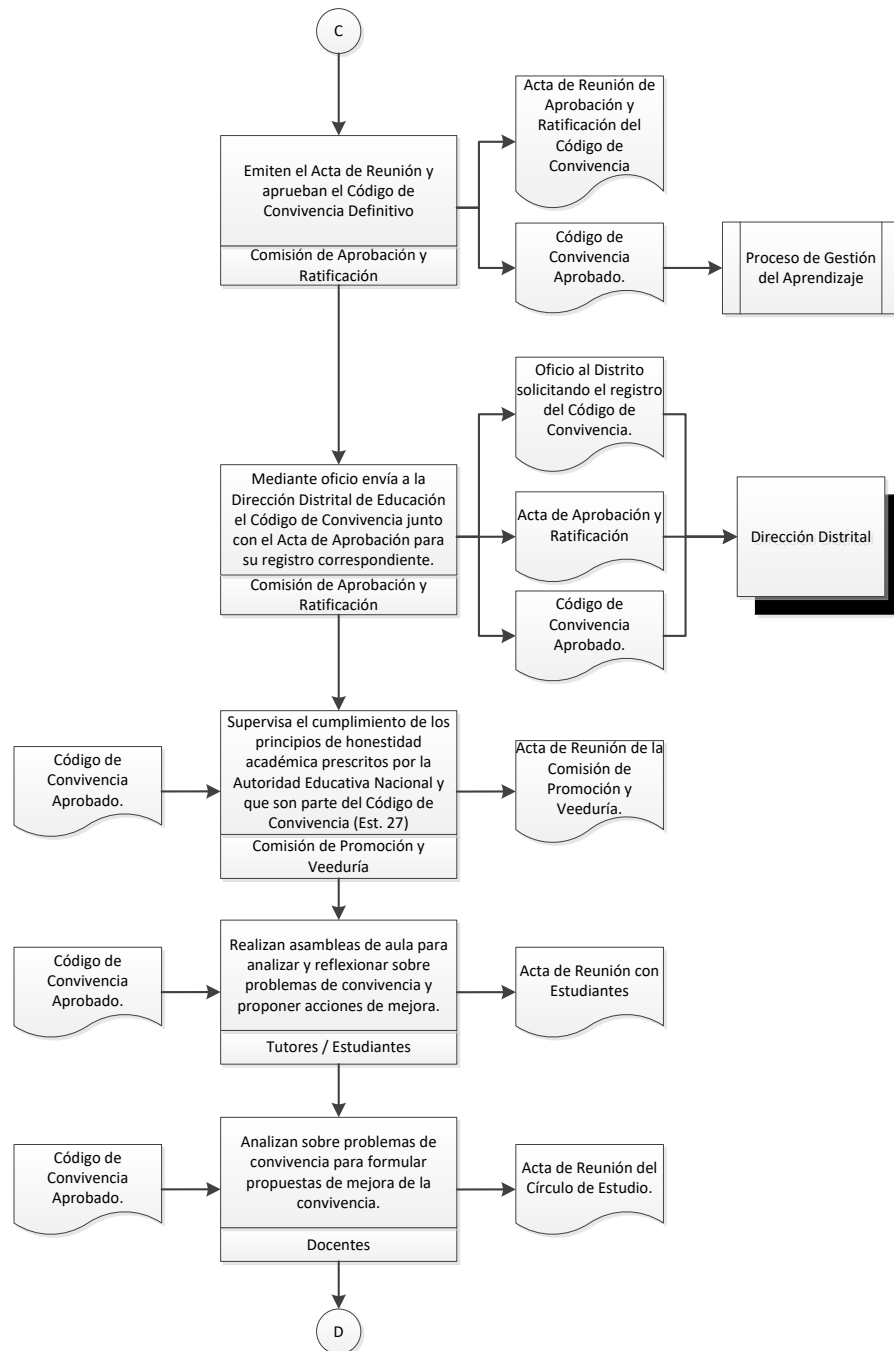 C
Emiten el Acta de Reunión y
aprueban el Código de
Convivencia Definitivo
Comisión de Aprobación y
Ratificación
Acta de Reunión de
Aprobación y
Ratificación del
Código de
Convivencia
Código de
Convivencia
Aprobado.
Proceso de Gestión
del Aprendizaje
Mediante oficio envía a la
Dirección Distrital de Educación
el Código de Convivencia junto
con el Acta de Aprobación para
su registro correspondiente.
Comisión de Aprobación y
Ratificación
Oficio al Distrito
solicitando el registro
del Código de
Convivencia.
Acta de Aprobación y
Ratificación
Código de
Convivencia
Aprobado.
Dirección Distrital
Código de
Convivencia
Aprobado.
Supervisa el cumplimiento de los
principios de honestidad
académica prescritos por la
Autoridad Educativa Nacional y
que son parte del Código de
Convivencia (Est. 27)
Comisión de Promoción y
Veeduría
Acta de Reunión de la
Comisión de
Promoción y
Veeduría.
Código de
Convivencia
Aprobado.
Realizan asambleas de aula para
analizar y reflexionar sobre
problemas de convivencia y
proponer acciones de mejora.
Tutores / Estudiantes
Acta de Reunión con
Estudiantes
Código de
Convivencia
Aprobado.
Analizan sobre problemas de
convivencia para formular
propuestas de mejora de la
convivencia.
Docentes
Acta de Reunión del
Círculo de Estudio.
D